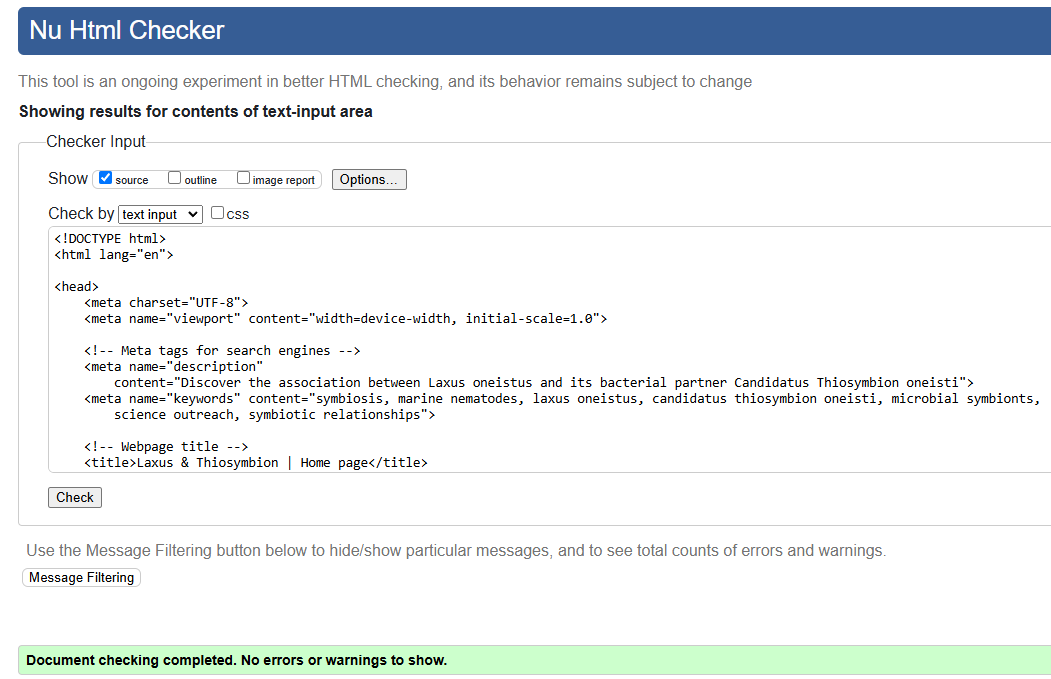 Nu Html Checker
This tool is an ongoing experiment in better HTML checking, and its behavior remains subject to change
Showing results for contents of text-input area
Checker Input
Show source outline image report Options...
Check by text input css
<!DOCTYPE html>
<html lang="en">
<head>
    <meta charset="UTF-8">
    <meta name="viewport" content="width=device-width, initial-scale=1.0">
    <!-- Meta tags for search engines -->
    <meta name="description"
        content="Discover the association between Laxus oneistus and its bacterial partner Candidatus Thiosymbion oneisti">
    <meta name="keywords" content="symbiosis, marine nematodes, laxus oneistus, candidatus thiosymbion oneisti, microbial symbionts,
        science outreach, symbiotic relationships">
    <!-- Webpage title -->
    <title>Laxus & Thiosymbion | Home page</title>
Check
Use the Message Filtering button below to hide/show particular messages, and to see total counts of errors and warnings.
Message Filtering
Document checking completed. No errors or warnings to show.